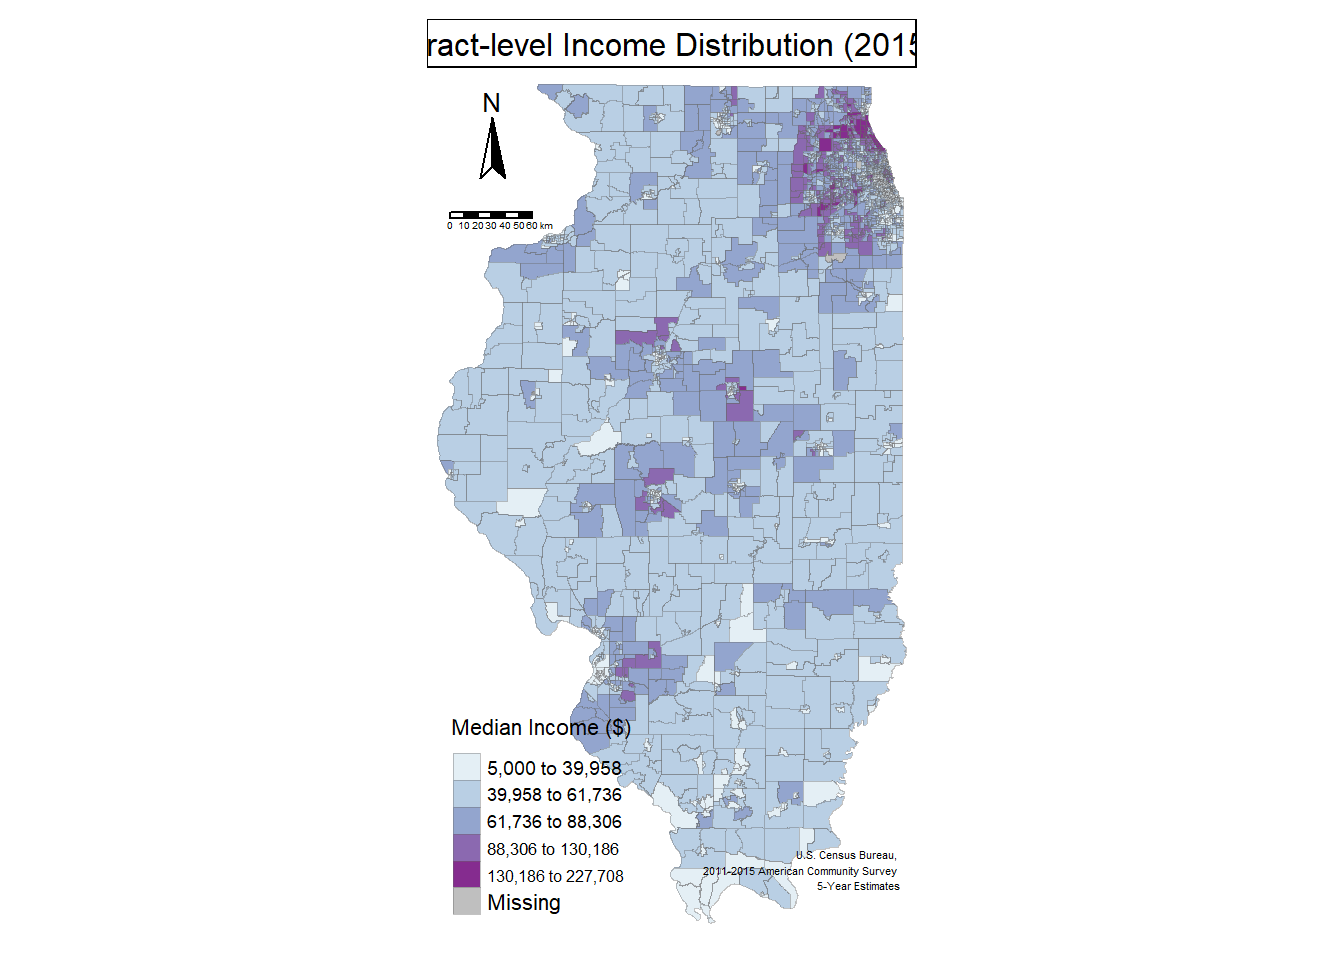 ract-level Income Distribution (2015
N
0 10 20 30 40 50 60 km
Median Income ($)
5,000 to 39,958
39,958 to 61,736
61,736 to 88,306
88,306 to 130,186
130,186 to 227,708
Missing
U.S. Census Bureau,
2011-2015 American Community Survey
5-Year Estimates